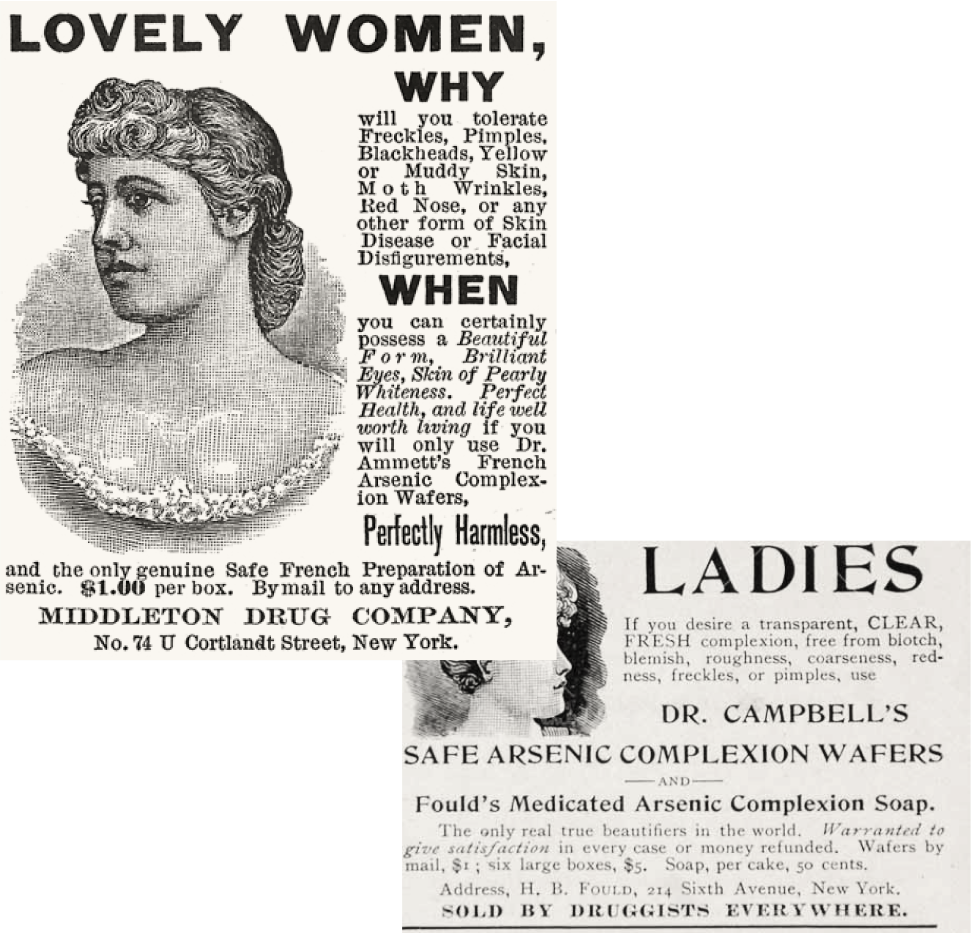 LOVELY WOMEN,
WHY
will you tolerate
Freckles, Pimples,
Blackheads, Yellow
or Muddy Skin,
Moth Wrinkles,
Red Nose, or any
other form of Skin
Disease or Facial
Disfigurements,
WHEN
you can certainly
possess a Beautiful
Form, Brilliant
Eyes, Skin of Pearly
Whiteness. Perfect
Health, and life well
worth living if you
will only use Dr.
Ammett's French
Arsenic Complex-
ion Wafers,
Perfectly Harmless,
and the only genuine Safe French Preparation of Ar-
senic. $1.00 per box. By mail to any address.
MIDDLETON DRUG COMPANY,
No. 74 U Cortlandt Street, New York.
LADIES
If you desire a transparent, CLEAR,
FRESH complexion, free from blotch,
blemish, roughness, coarseness, red-
ness, freckles, or pimples, use
DR. CAMPBELL'S
SAFE ARSENIC COMPLEXION WAFERS
AND
Fould's Medicated Arsenic Complexion Soap.
The only real true beautifiers in the world. Warranted to
give satisfaction in every case or money refunded. Wafers by
mail, $1; six large boxes, $5. Soap, per cake, 50 cents.
Address, H. B. FOULD, 214 Sixth Avenue, New York.
SOLD BY DRUGGISTS EVERYWHERE.